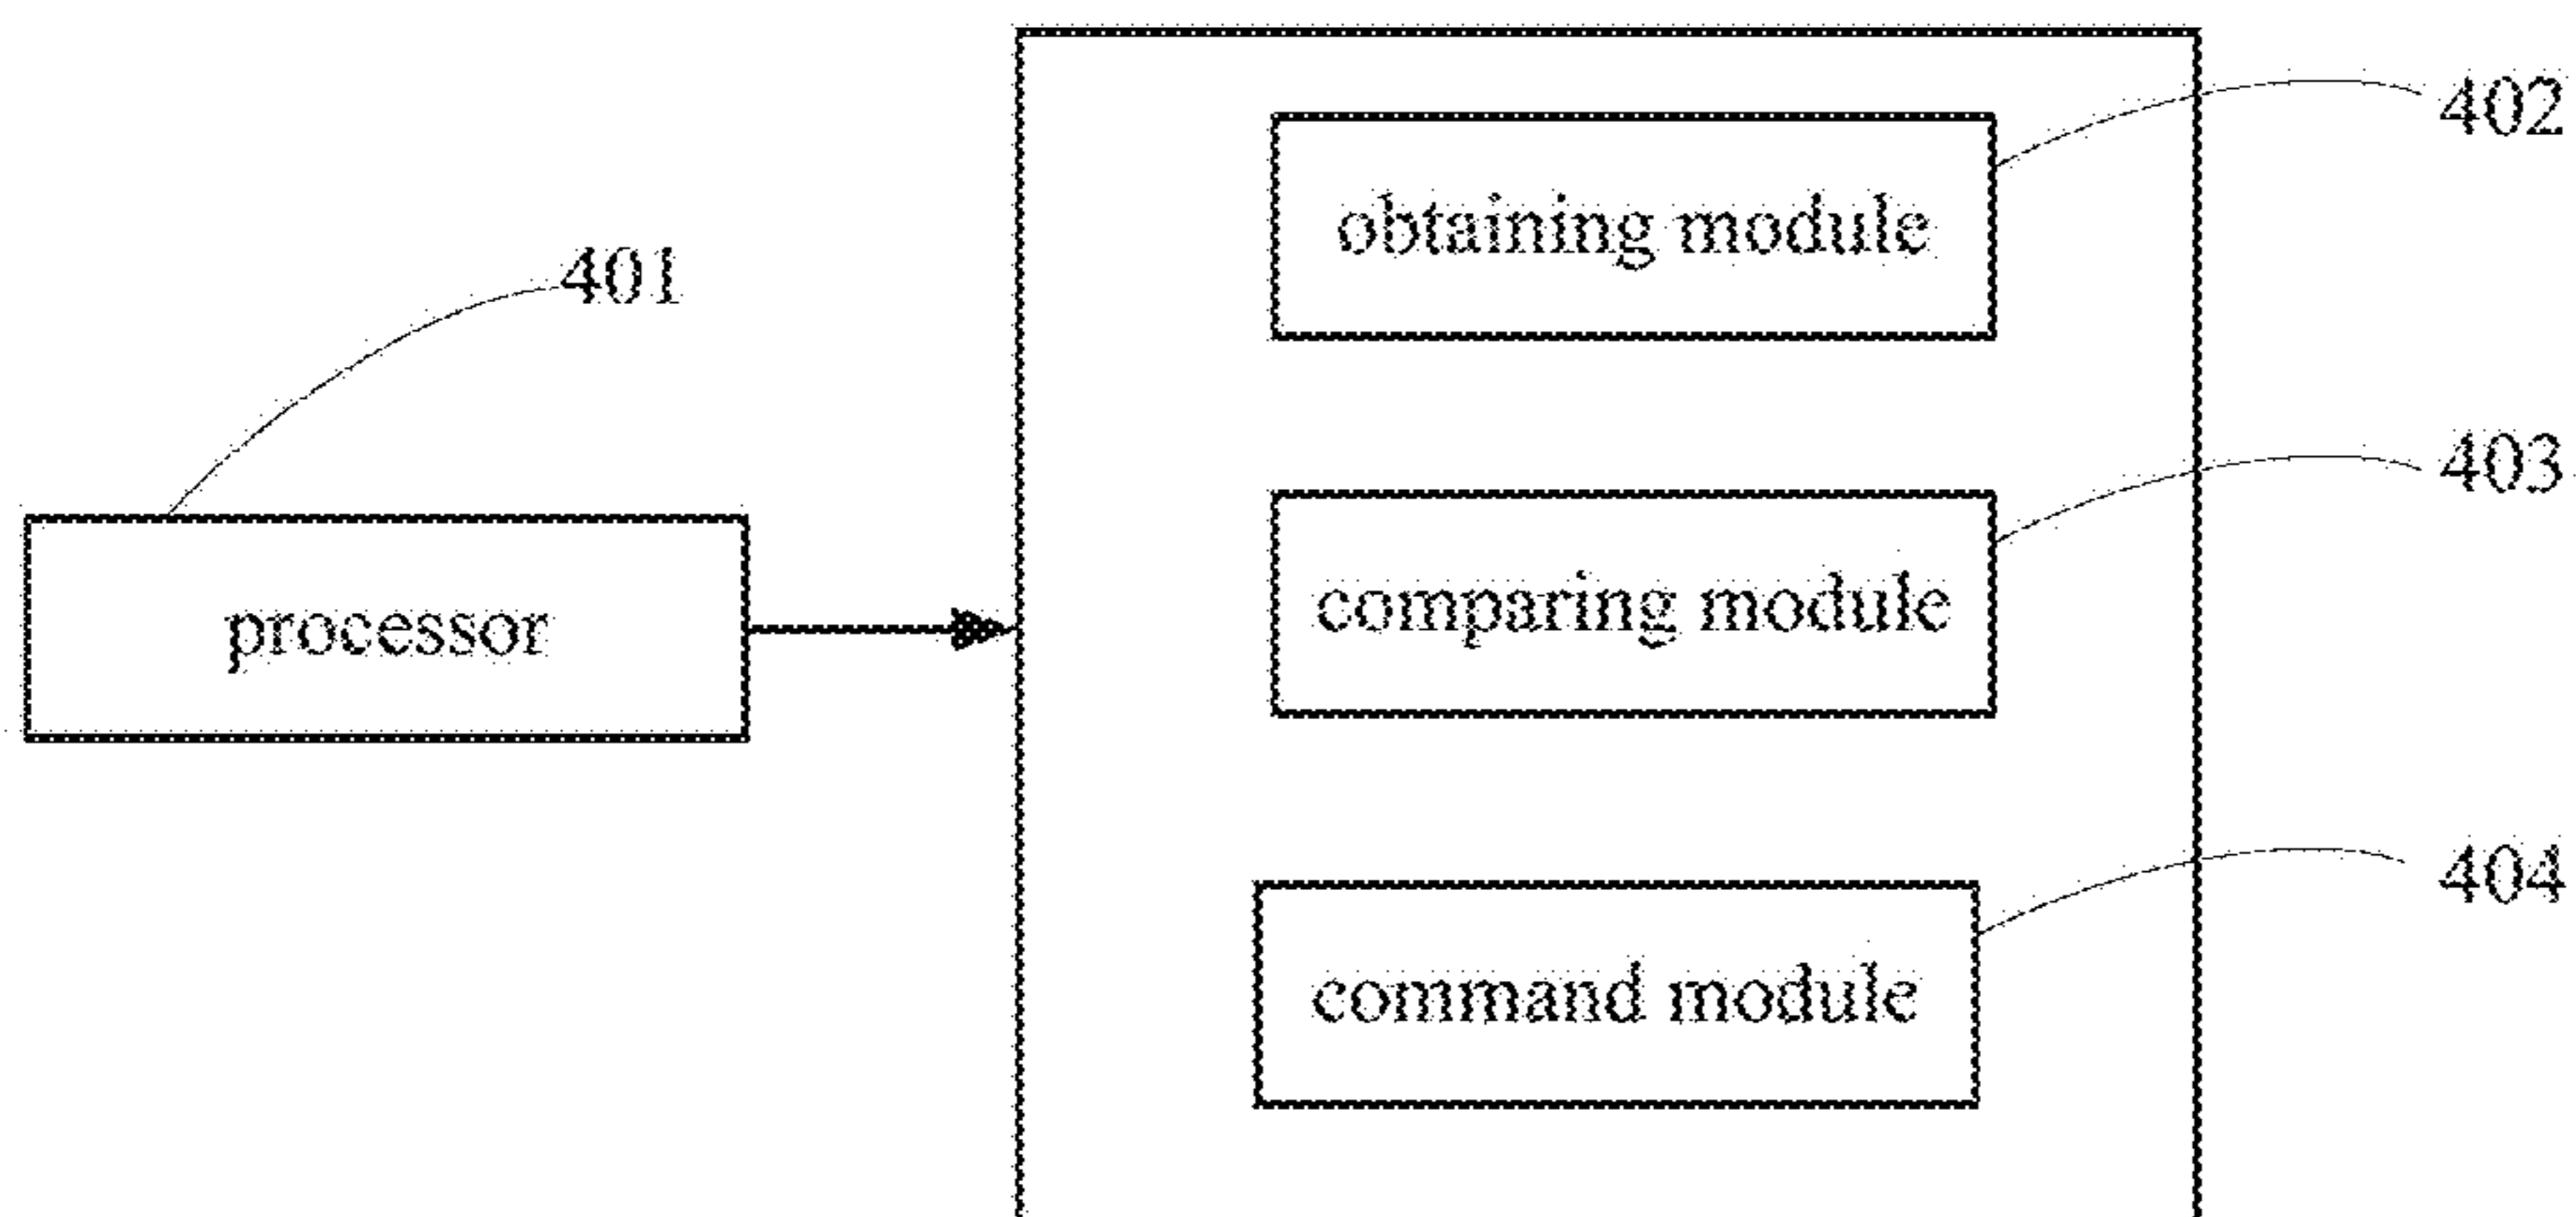 402
obtaining module
401
403
comparing module
processor
404
command module